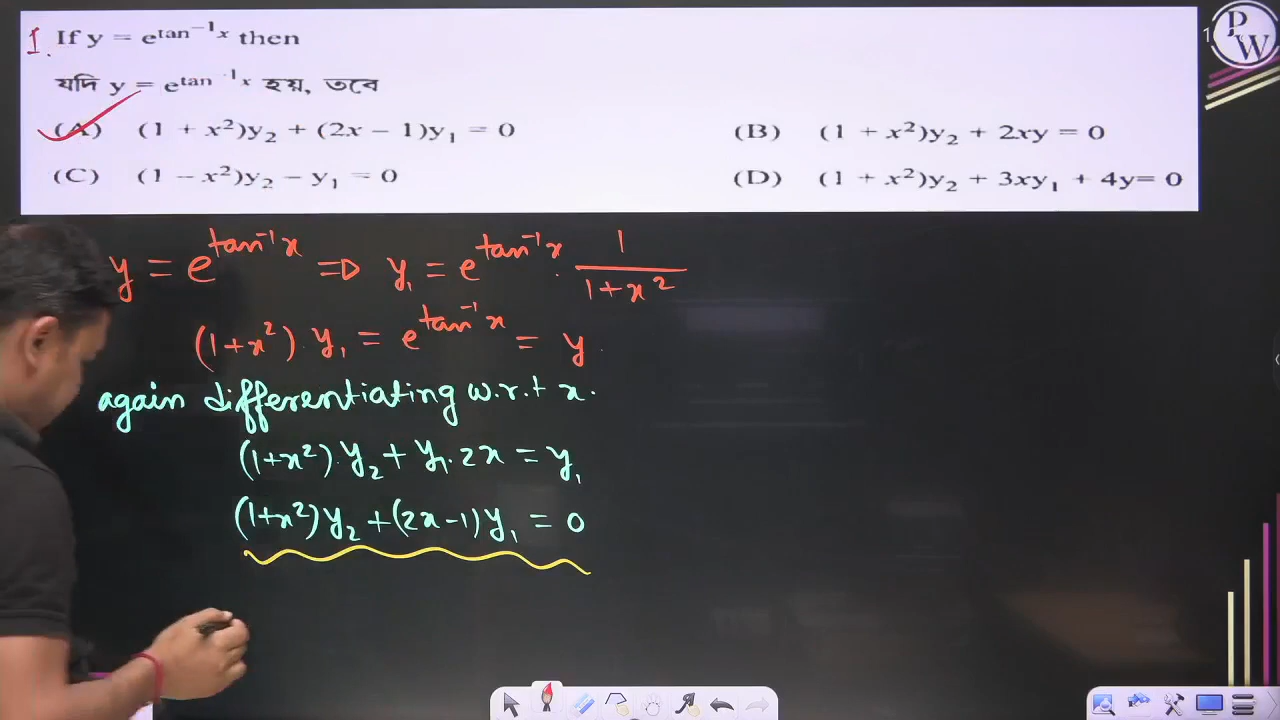 1. If y = e^tan⁻¹x then
যদি y = e^tan⁻¹x হয়, তবে
(A) (1 + x²)y₂ + (2x − 1)y₁ = 0
(B) (1 + x²)y₂ + 2xy = 0
(C) (1 − x²)y₂ − y₁ = 0
(D) (1 + x²)y₂ + 3xy₁ + 4y= 0
y = e^tan⁻¹x ⇒ y₁ = e^tan⁻¹x · 1/(1+x²)
(1+x²) · y₁ = e^tan⁻¹x = y
again differentiating w.r.t x.
(1+x²)·y₂ + y₁·2x = y₁
(1+x²)y₂ + (2x−1)y₁ = 0
1
PW